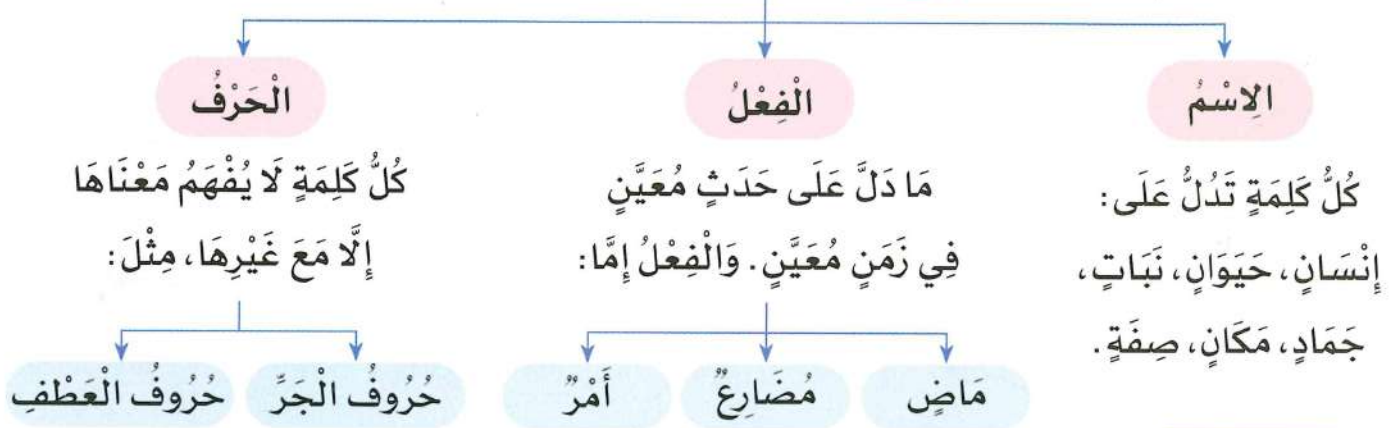 الِاسْمُ
كُلُّ كَلِمَةٍ تَدُلُّ عَلَى:
إِنْسَانٍ، حَيَوَانٍ، نَبَاتٍ،
جَمَادٍ، مَكَانٍ، صِفَةٍ.
الْفِعْلُ
مَا دَلَّ عَلَى حَدَثٍ مُعَيَّنٍ
فِي زَمَنٍ مُعَيَّنٍ. وَالْفِعْلُ إِمَّا:
مَاضٍ
مُضَارِعٌ
أَمْرٌ
الْحَرْفُ
كُلُّ كَلِمَةٍ لَا يُفْهَمُ مَعْنَاهَا
إِلَّا مَعَ غَيْرِهَا، مِثْلَ:
حُرُوفُ الْجَرِّ
حُرُوفُ الْعَطْفِ